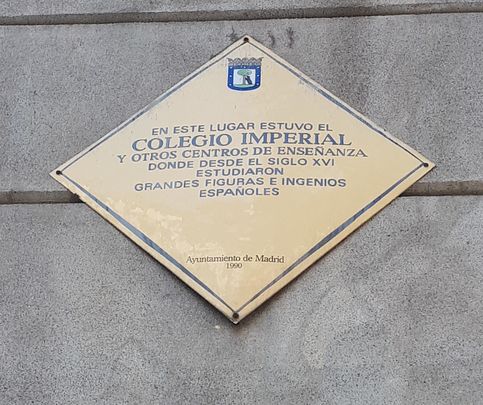 EN ESTE LUGAR ESTUVO EL
COLEGIO IMPERIAL
Y OTROS CENTROS DE ENSEÑANZA
DONDE DESDE EL SIGLO XVI
ESTUDIARON
GRANDES FIGURAS E INGENIOS
ESPAÑOLES
Ayuntamiento de Madrid
1990